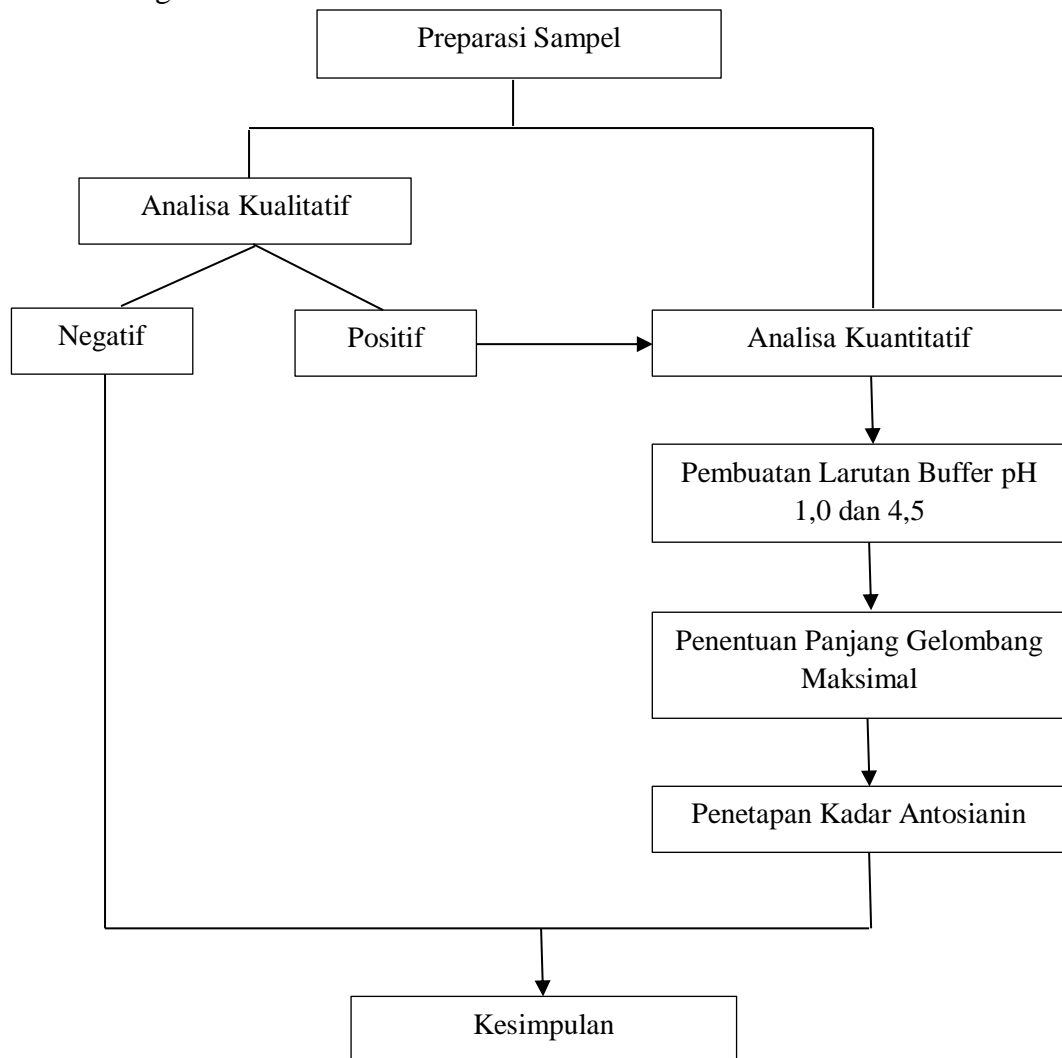 g
Preparasi Sampel
Analisa Kualitatif
Negatif
Positif
Analisa Kuantitatif
Pembuatan Larutan Buffer pH
1,0 dan 4,5
Penentuan Panjang Gelombang
Maksimal
Penetapan Kadar Antosianin
Kesimpulan